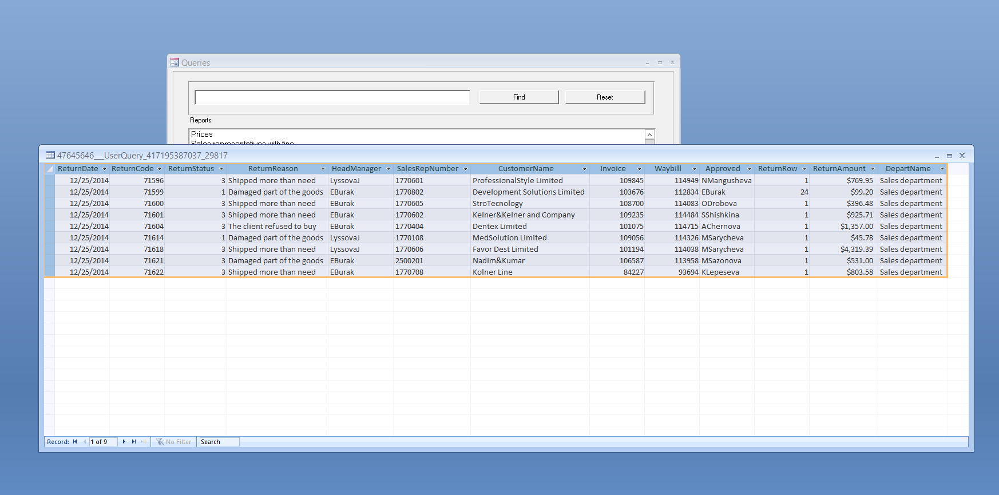 Queries
Find Reset
Reports:
Prices
Sales representatives with fine
47645646___UserQuery_417195387037_29817
ReturnDate ReturnCode ReturnStatus ReturnReason HeadManager SalesRepNumber CustomerName Invoice Waybill Approved ReturnRow ReturnAmount DepartName
12/25/2014 71596 3 Shipped more than need LyssovaJ 1770601 ProfessionalStyle Limited 109845 114949 NMangusheva 1 $769.95 Sales department
12/25/2014 71599 1 Damaged part of the goods EBurak 1770802 Development Solutions Limited 103676 112834 EBurak 24 $99.20 Sales department
12/25/2014 71600 3 Shipped more than need EBurak 1770605 StroTecnology 108700 114083 ODrobova 1 $396.48 Sales department
12/25/2014 71601 3 Shipped more than need EBurak 1770602 Kelner&Kelner and Company 109235 114484 SShishkina 1 $925.71 Sales department
12/25/2014 71604 3 The client refused to buy EBurak 1770404 Dentex Limited 101075 114715 AChernova 1 $1,357.00 Sales department
12/25/2014 71614 1 Damaged part of the goods LyssovaJ 1770108 MedSolution Limited 109056 114326 MSarycheva 1 $45.78 Sales department
12/25/2014 71618 3 Shipped more than need LyssovaJ 1770606 Favor Dest Limited 101194 114038 MSarycheva 1 $4,319.39 Sales department
12/25/2014 71621 3 Damaged part of the goods EBurak 2500201 Nadim&Kumar 106587 113958 MSazonova 1 $531.00 Sales department
12/25/2014 71622 3 Shipped more than need EBurak 1770708 Kolner Line 84227 93694 KLepeseva 1 $803.58 Sales department
Record: 1 of 9 No Filter Search